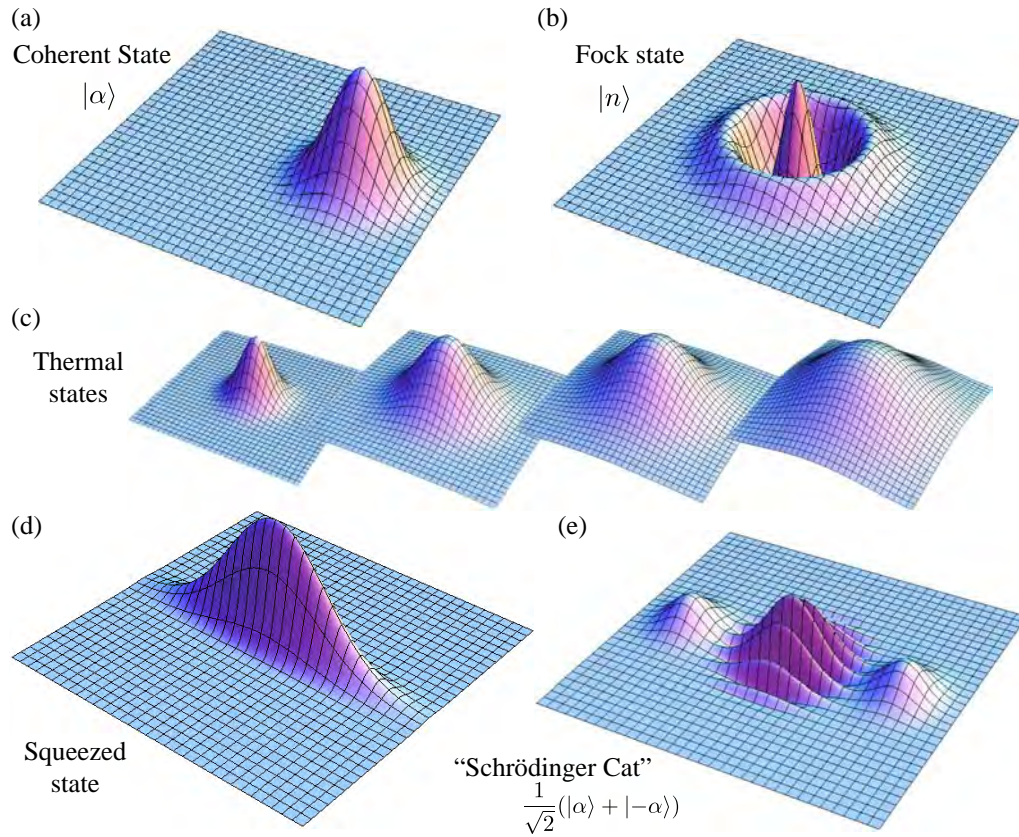 (a)
Coherent State
|α⟩
(b)
Fock state
|n⟩
(c)
Thermal
states
(d)
Squeezed
state
(e)
“Schrödinger Cat”
1/√2 (|α⟩ + |−α⟩)